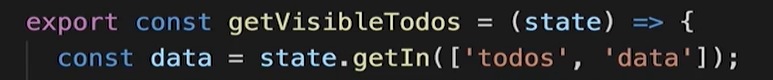 export const getVisibleTodos = (state) => {
const data = state.getIn(['todos', 'data']);